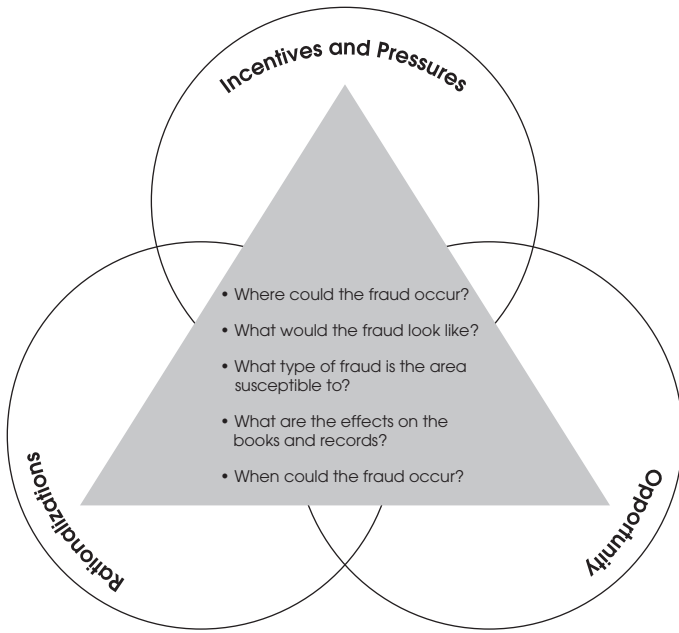 Incentives and Pressures
• Where could the fraud occur?
• What would the fraud look like?
• What type of fraud is the area
susceptible to?
• What are the effects on the
books and records?
• When could the fraud occur?
Rationalizations
Opportunity